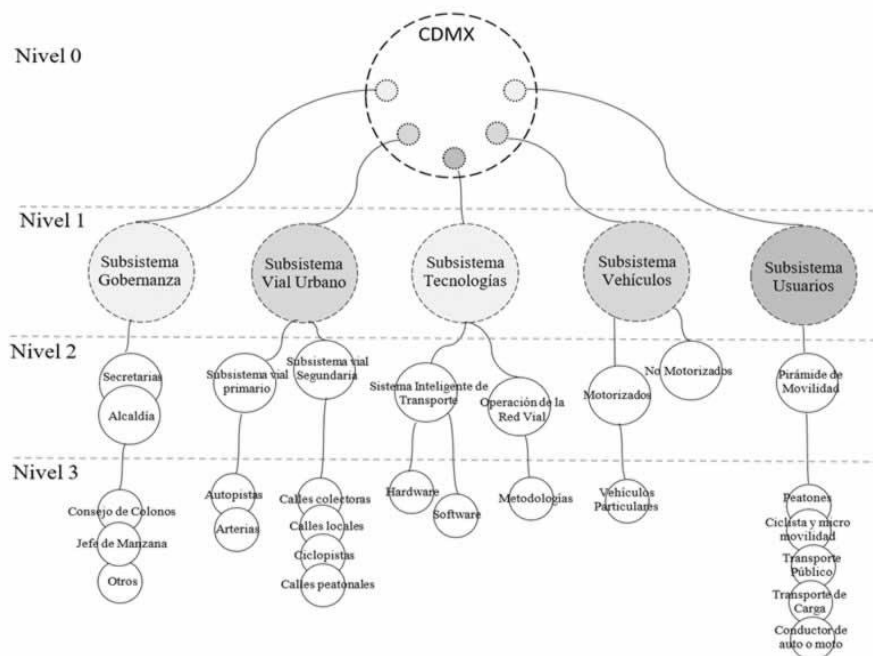 CDMX
Nivel 0
Nivel 1
Subsistema
Gobernanza
Subsistema
Vial Urbano
Subsistema
Tecnologías
Subsistema
Vehículos
Subsistema
Usuarios
Nivel 2
Secretarias
Alcaldía
Subsistema vial
primario
Subsistema vial
Segundaria
Sistema Inteligente de
Transporte
Operación de la
Red Vial
Motorizados
No Motorizados
Pirámide de
Movilidad
Nivel 3
Consejo de Colonos
Jefe de Manzana
Otros
Autopistas
Arterias
Calles colectoras
Calles locales
Ciclopistas
Calles peatonales
Hardware
Software
Metodologías
Vehículos
Particulares
Peatones
Ciclista y micro
movilidad
Transporte
Público
Transporte de
Carga
Conductor de
auto o moto